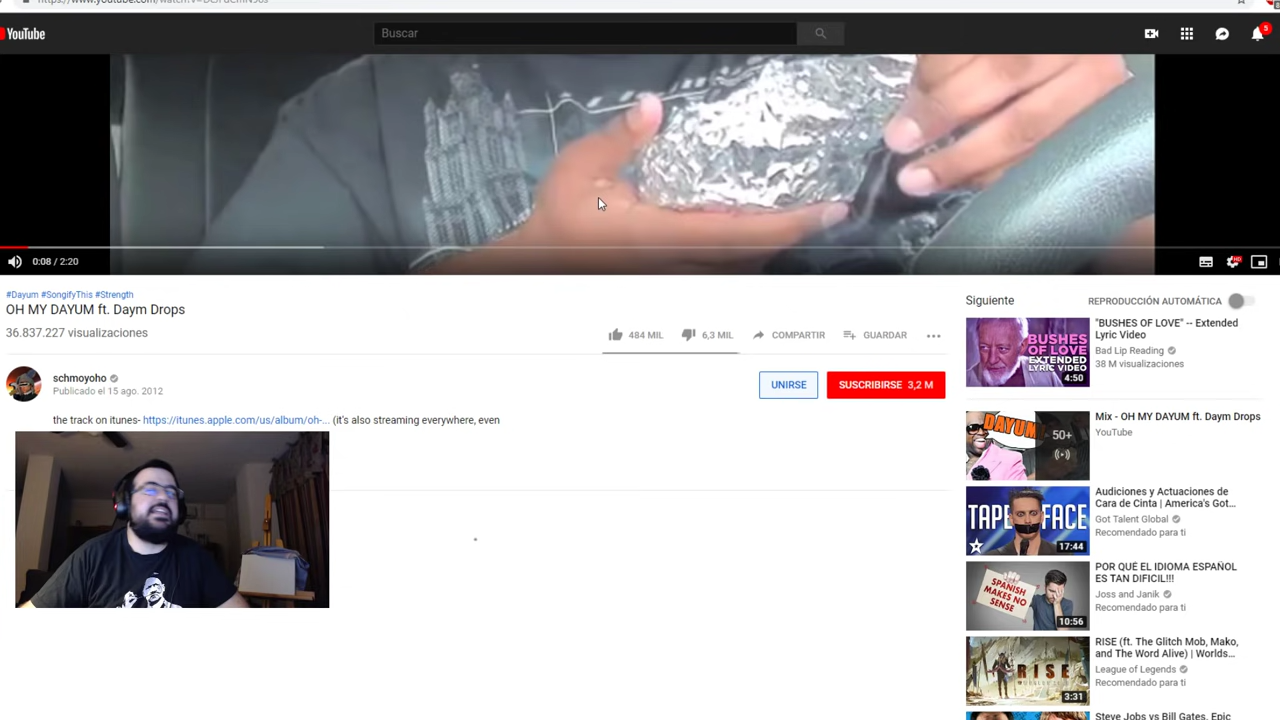 YouTube
Buscar
5
0:08 / 2:20
HD
#Dayum #SongifyThis #Strength
OH MY DAYUM ft. Daym Drops
36.837.227 visualizaciones
484 MIL
6,3 MIL
COMPARTIR
GUARDAR
schmoyoho
Publicado el 15 ago. 2012
UNIRSE
SUSCRIBIRSE 3,2 M
the track on itunes- https://itunes.apple.com/us/album/oh-... (it's also streaming everywhere, even
Siguiente
REPRODUCCIÓN AUTOMÁTICA
BUSHES
OF LOVE
EXTENDED
LYRIC VIDEO
4:50
"BUSHES OF LOVE" -- Extended
Lyric Video
Bad Lip Reading
38 M visualizaciones
DAYUM
50+
Mix - OH MY DAYUM ft. Daym Drops
YouTube
TAPE FACE
17:44
Audiciones y Actuaciones de
Cara de Cinta | America's Got...
Got Talent Global
Recomendado para ti
SPANISH
MAKES NO
SENSE
10:56
POR QUÉ EL IDIOMA ESPAÑOL
ES TAN DIFICIL!!!
Joss and Janik
Recomendado para ti
RISE
3:31
RISE (ft. The Glitch Mob, Mako,
and The Word Alive) | Worlds...
League of Legends
Recomendado para ti
Steve Jobs vs Bill Gates. Epic